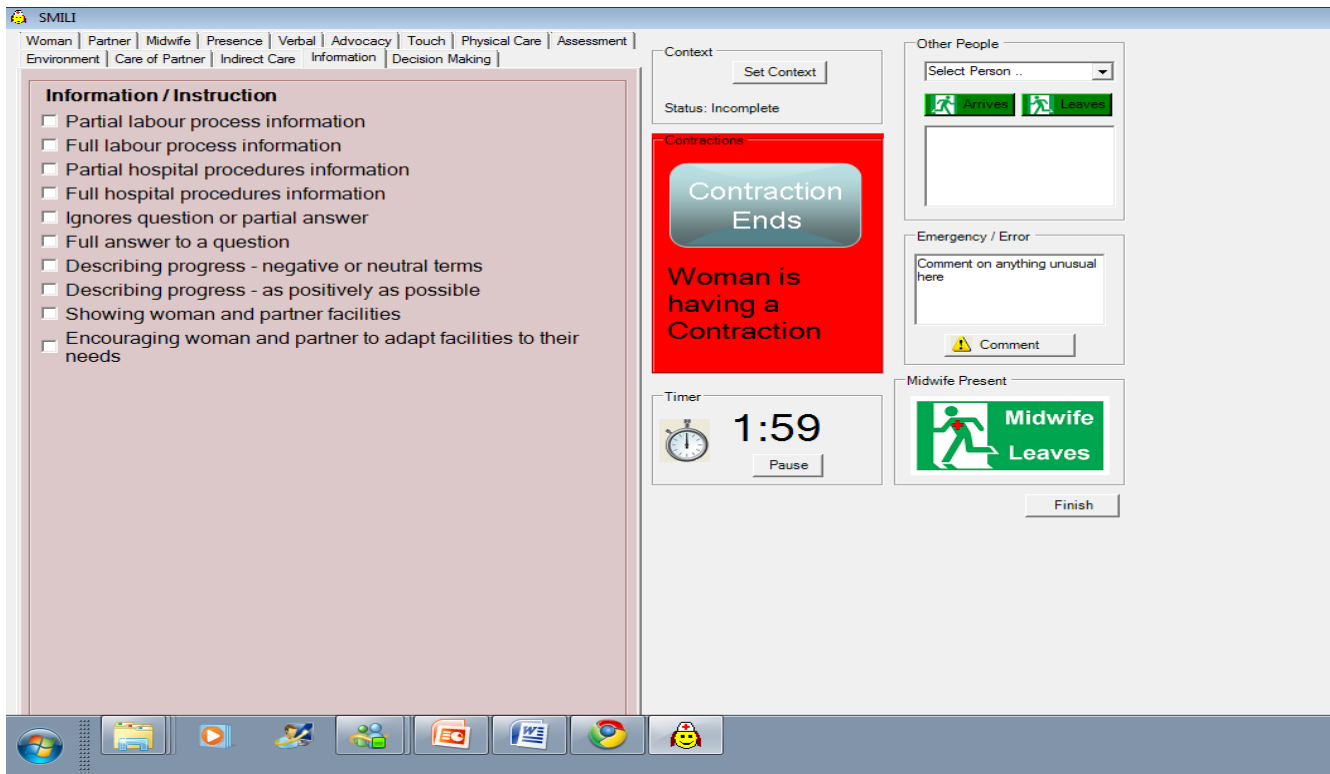 SMILI
Woman Partner Midwife Presence Verbal Advocacy Touch Physical Care Assessment
Environment Care of Partner Indirect Care Information Decision Making
Information / Instruction
Partial labour process information
Full labour process information
Partial hospital procedures information
Full hospital procedures information
Ignores question or partial answer
Full answer to a question
Describing progress - negative or neutral terms
Describing progress - as positively as possible
Showing woman and partner facilities
Encouraging woman and partner to adapt facilities to their
needs
Context
Set Context
Status: Incomplete
Contractions
Contraction
Ends
Woman is
having a
Contraction
Timer
1:59
Pause
Other People
Select Person ..
Arrives
Leaves
Emergency / Error
Comment on anything unusual
here
Comment
Midwife Present
Midwife
Leaves
Finish